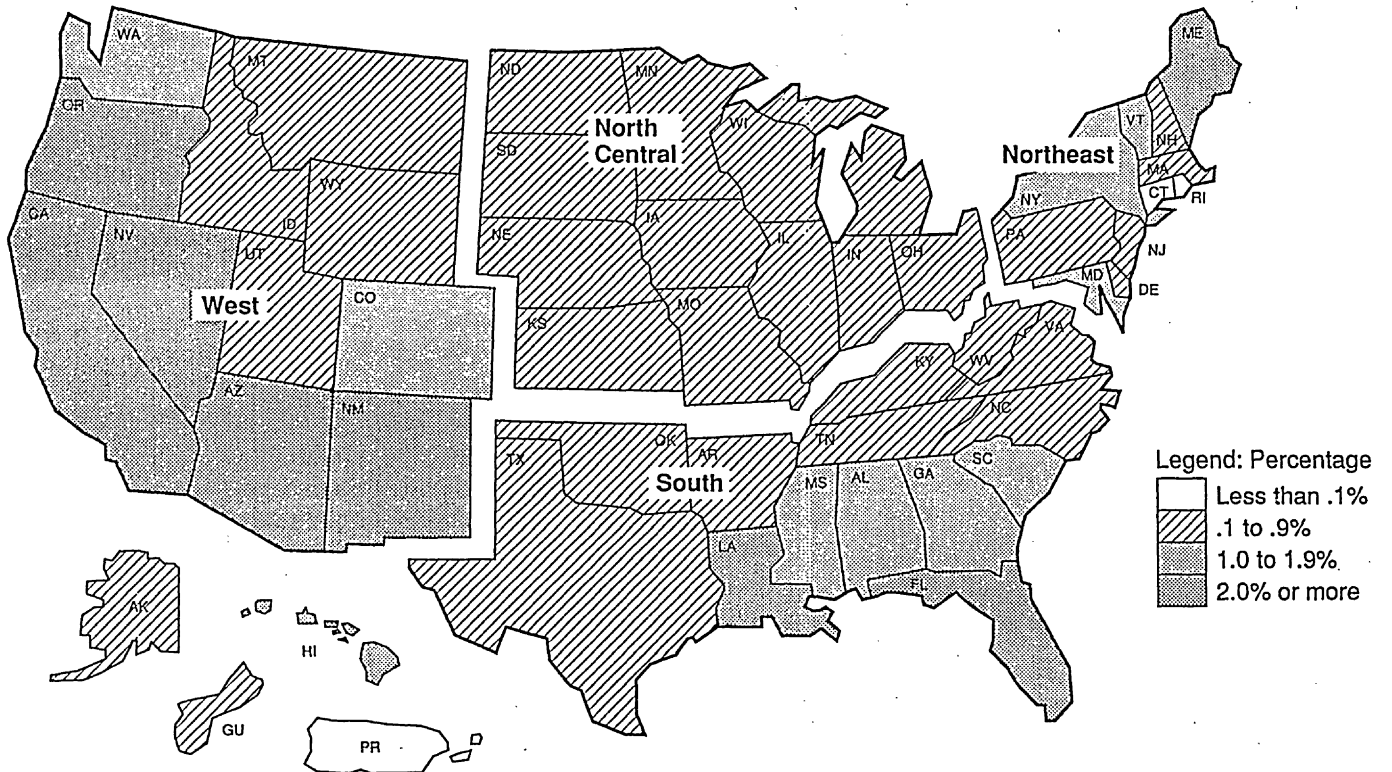 WA
MT
ND
MN
ME
OR
WI
VT
NH
North
Central
SD
Northeast
MA
WY
CT
RI
ID
IA
NY
CA
NV
UT
NE
IL
IN
OH
PA
NJ
MD
DE
West
CO
MO
KS
VA
KY
WV
AZ
NM
NC
TN
OK
AR
TX
South
SC
MS
AL
GA
LA
FL
AK
HI
GU
PR
Legend: Percentage
Less than .1%
.1 to .9%
1.0 to 1.9%
2.0% or more